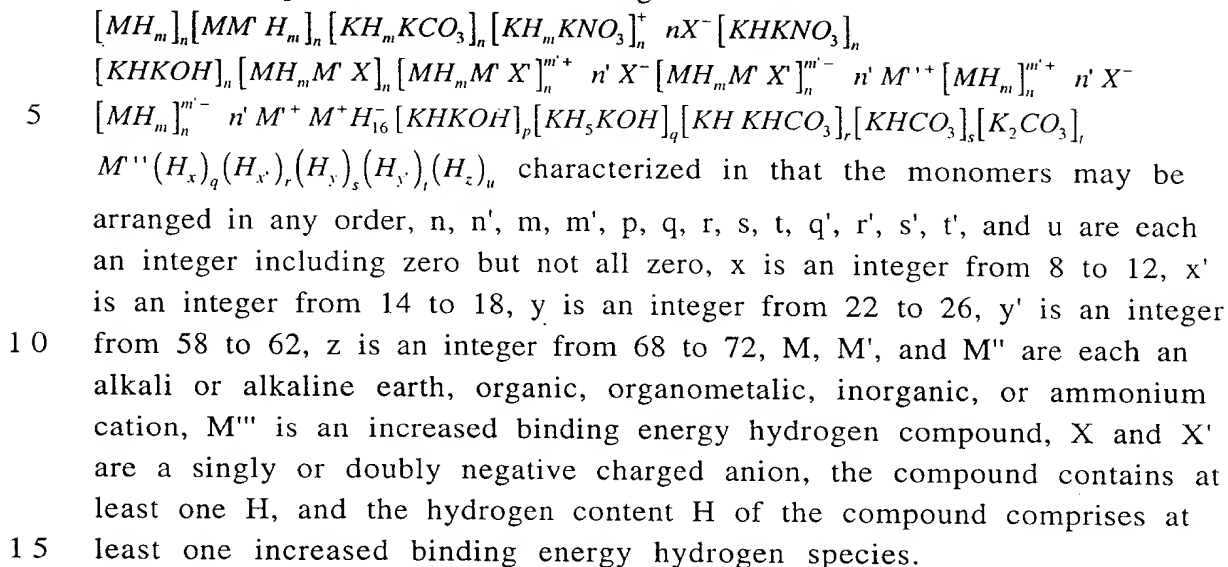 [MH_m]_n[MM' H_m]_n [KH_m KCO_3]_n [KH_m KNO_3]_n^+ nX^-[KHKNO_3]_n
[KHKOH]_n [MH_m M' X]_n [MH_m M' X']_n^{m'+} n' X^-[MH_m M' X']_n^{m'-} n' M''^+[MH_m]_n^{m'+} n' X^-
5 [MH_m]_n^{m'-} n' M'^+ M^+H_{16}^-[KHKOH]_p[KH_5KOH]_q[KH KHCO_3]_r[KHCO_3]_s[K_2CO_3]_t
M'''(H_x)_q(H_{x'})_r(H_y)_s(H_{y'})_t(H_z)_u characterized in that the monomers may be
arranged in any order, n, n', m, m', p, q, r, s, t, q', r', s', t', and u are each
an integer including zero but not all zero, x is an integer from 8 to 12, x'
is an integer from 14 to 18, y is an integer from 22 to 26, y' is an integer
10 from 58 to 62, z is an integer from 68 to 72, M, M', and M'' are each an
alkali or alkaline earth, organic, organometalic, inorganic, or ammonium
cation, M''' is an increased binding energy hydrogen compound, X and X'
are a singly or doubly negative charged anion, the compound contains at
least one H, and the hydrogen content H of the compound comprises at
15 least one increased binding energy hydrogen species.